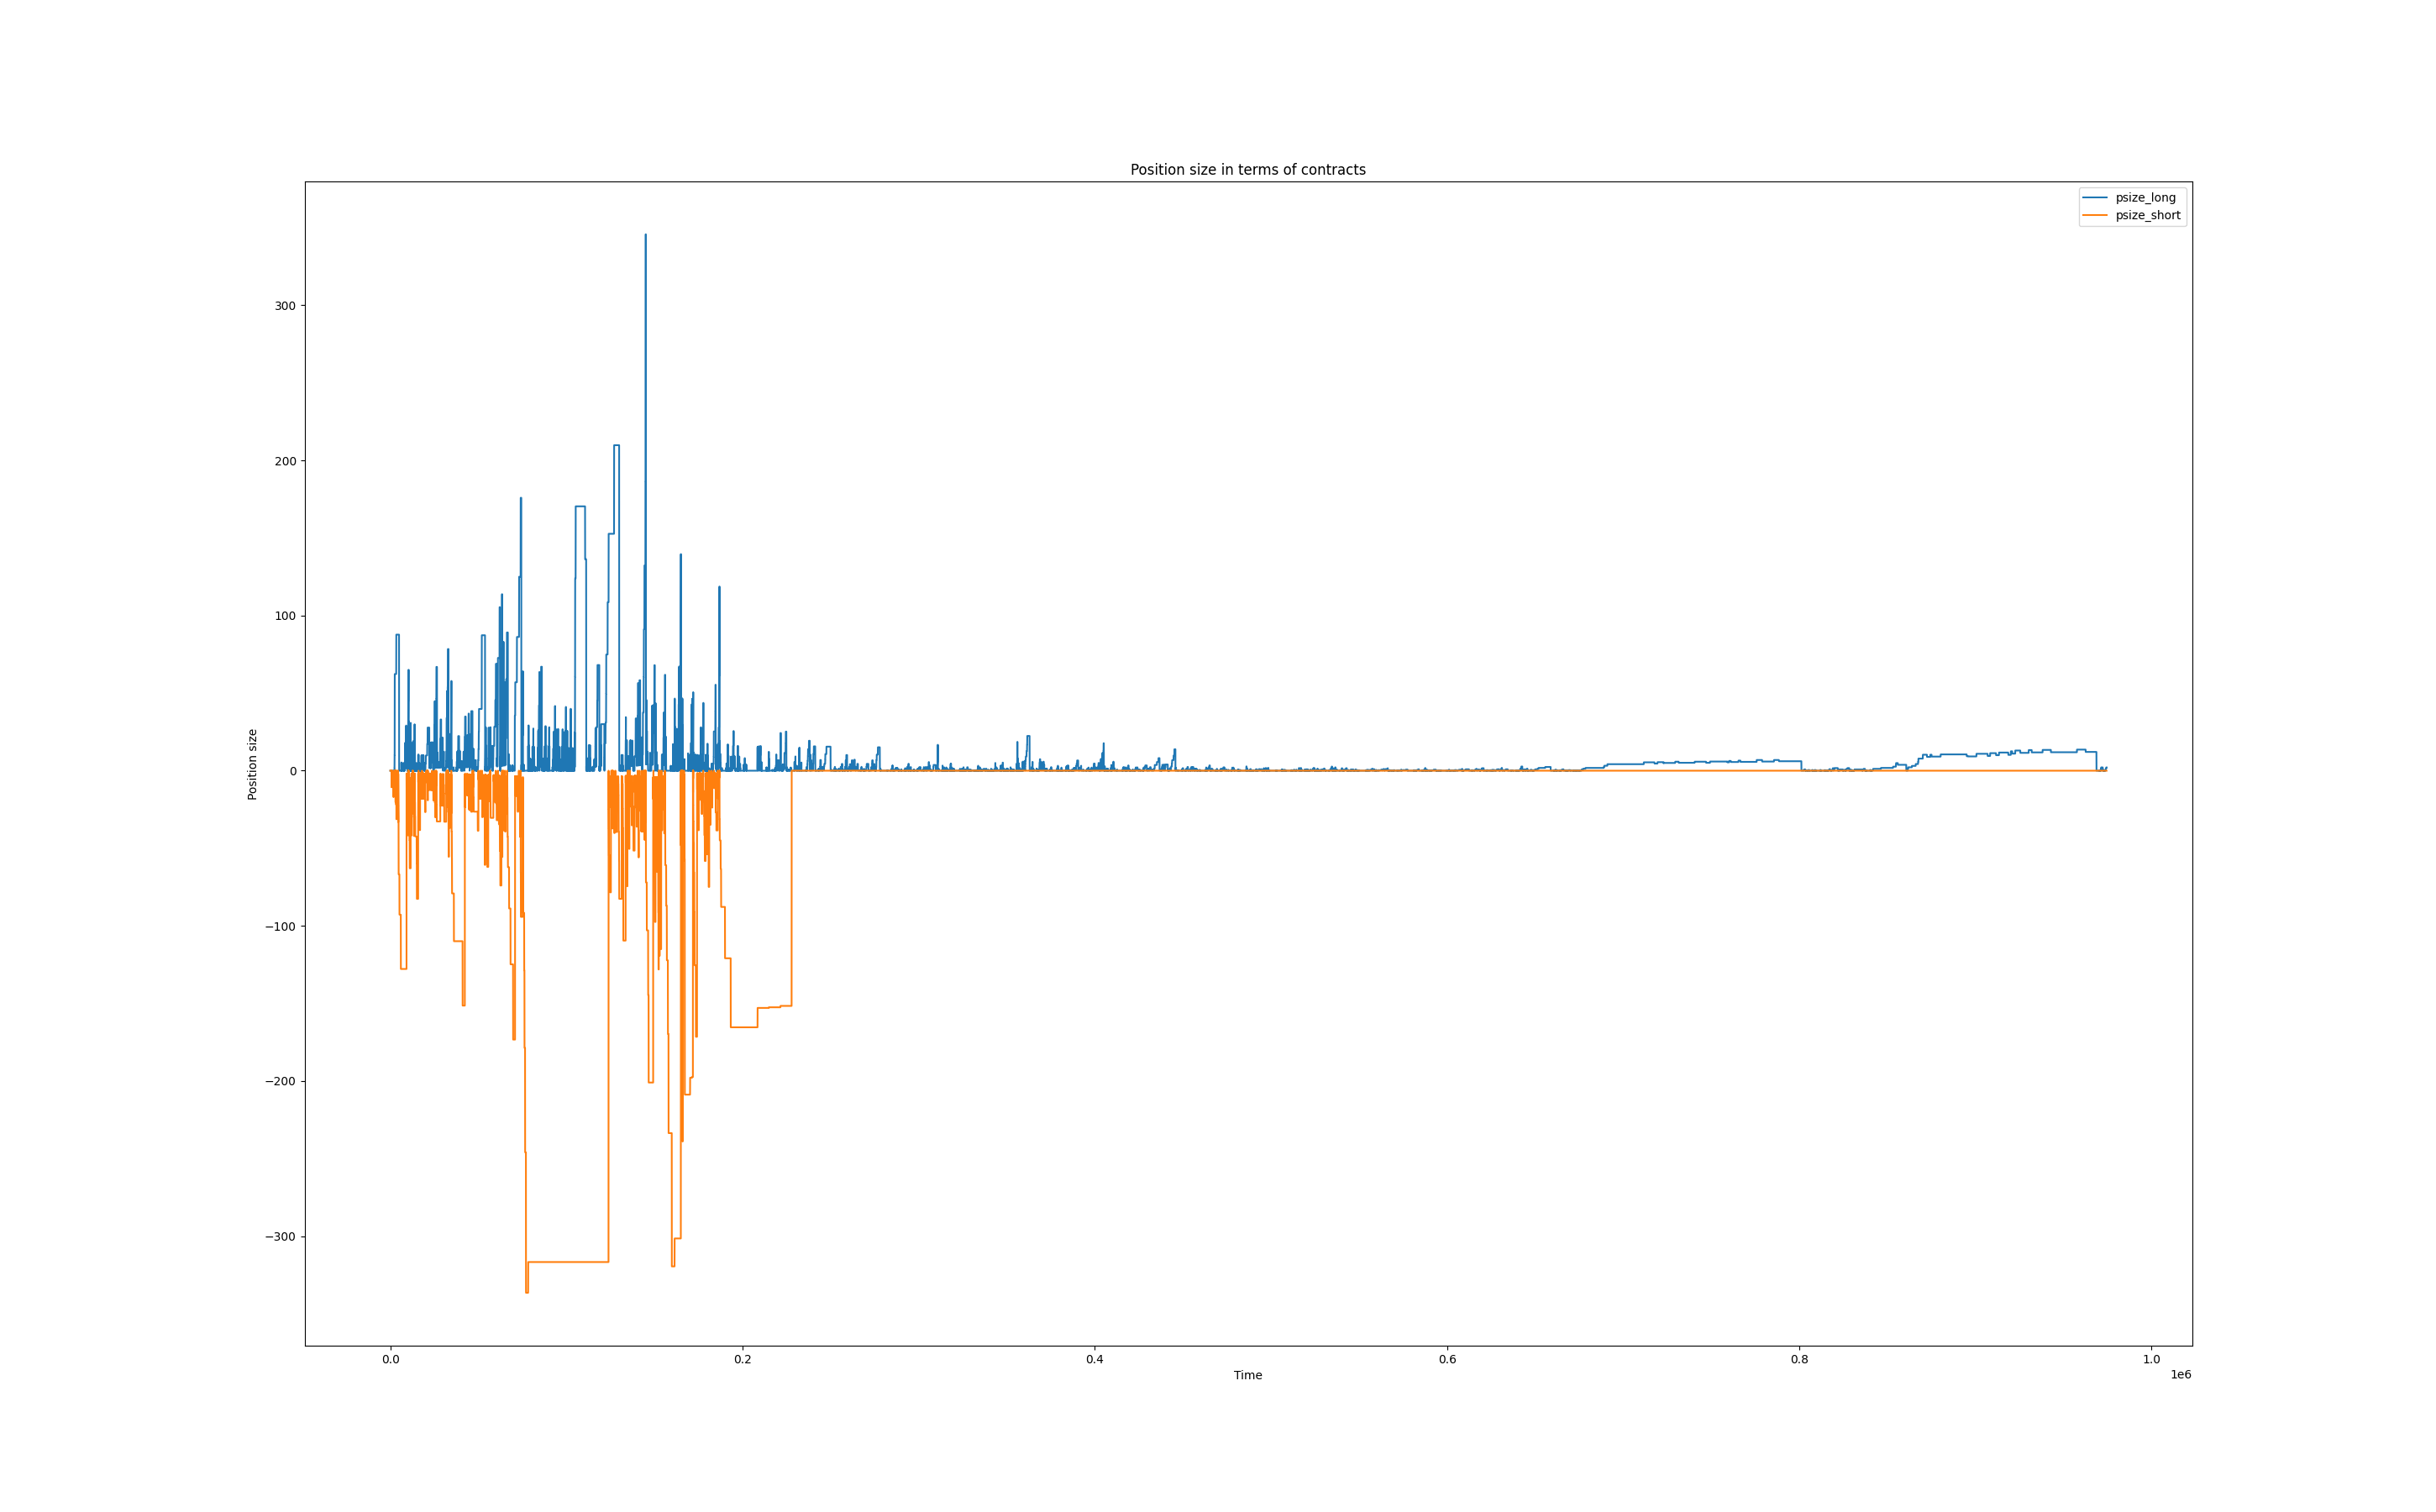 Position size in terms of contracts
psize_long
psize_short
300
200
100
0
−100
−200
−300
Position size
0.0 0.2 0.4 0.6 0.8 1.0
1e6
Time